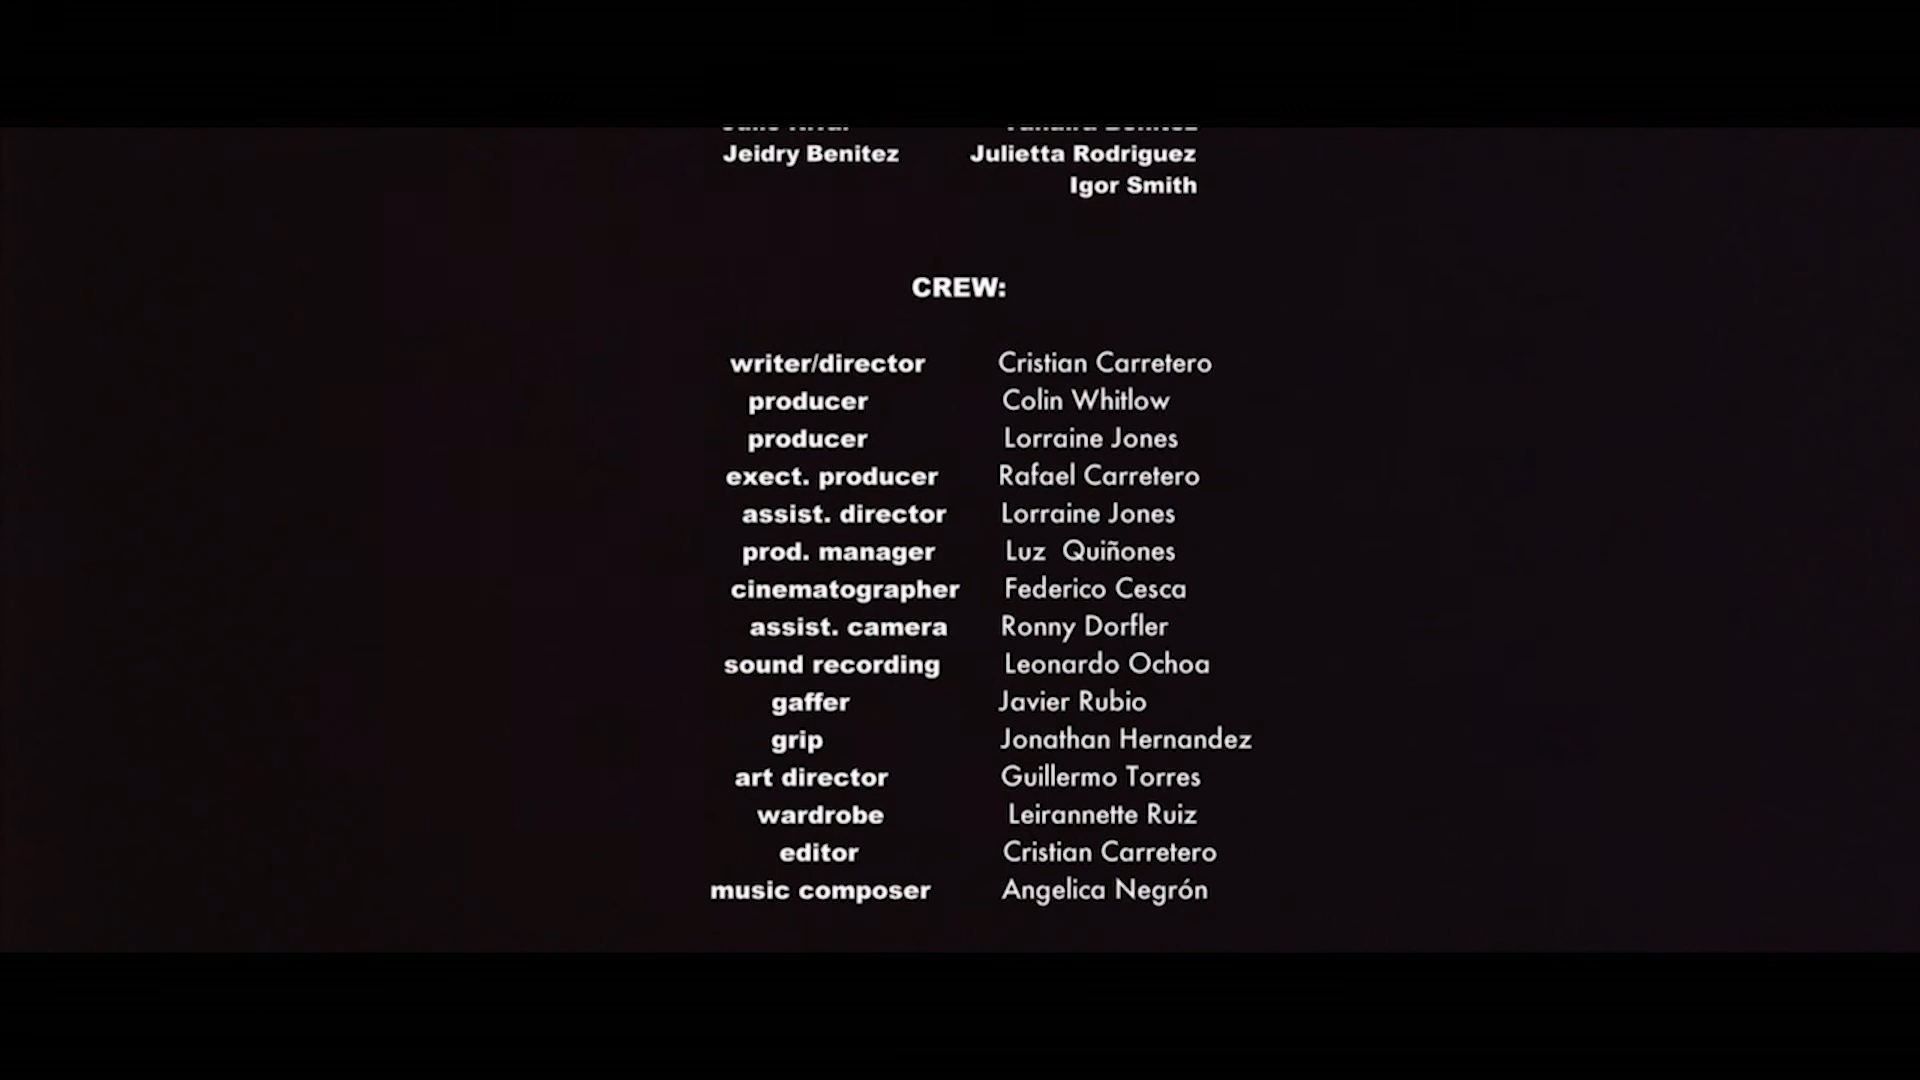 Jeidry Benitez Julietta Rodriguez
Igor Smith
CREW:
writer/director Cristian Carretero
producer Colin Whitlow
producer Lorraine Jones
exect. producer Rafael Carretero
assist. director Lorraine Jones
prod. manager Luz Quiñones
cinematographer Federico Cesca
assist. camera Ronny Dorfler
sound recording Leonardo Ochoa
gaffer Javier Rubio
grip Jonathan Hernandez
art director Guillermo Torres
wardrobe Leirannette Ruiz
editor Cristian Carretero
music composer Angelica Negrón